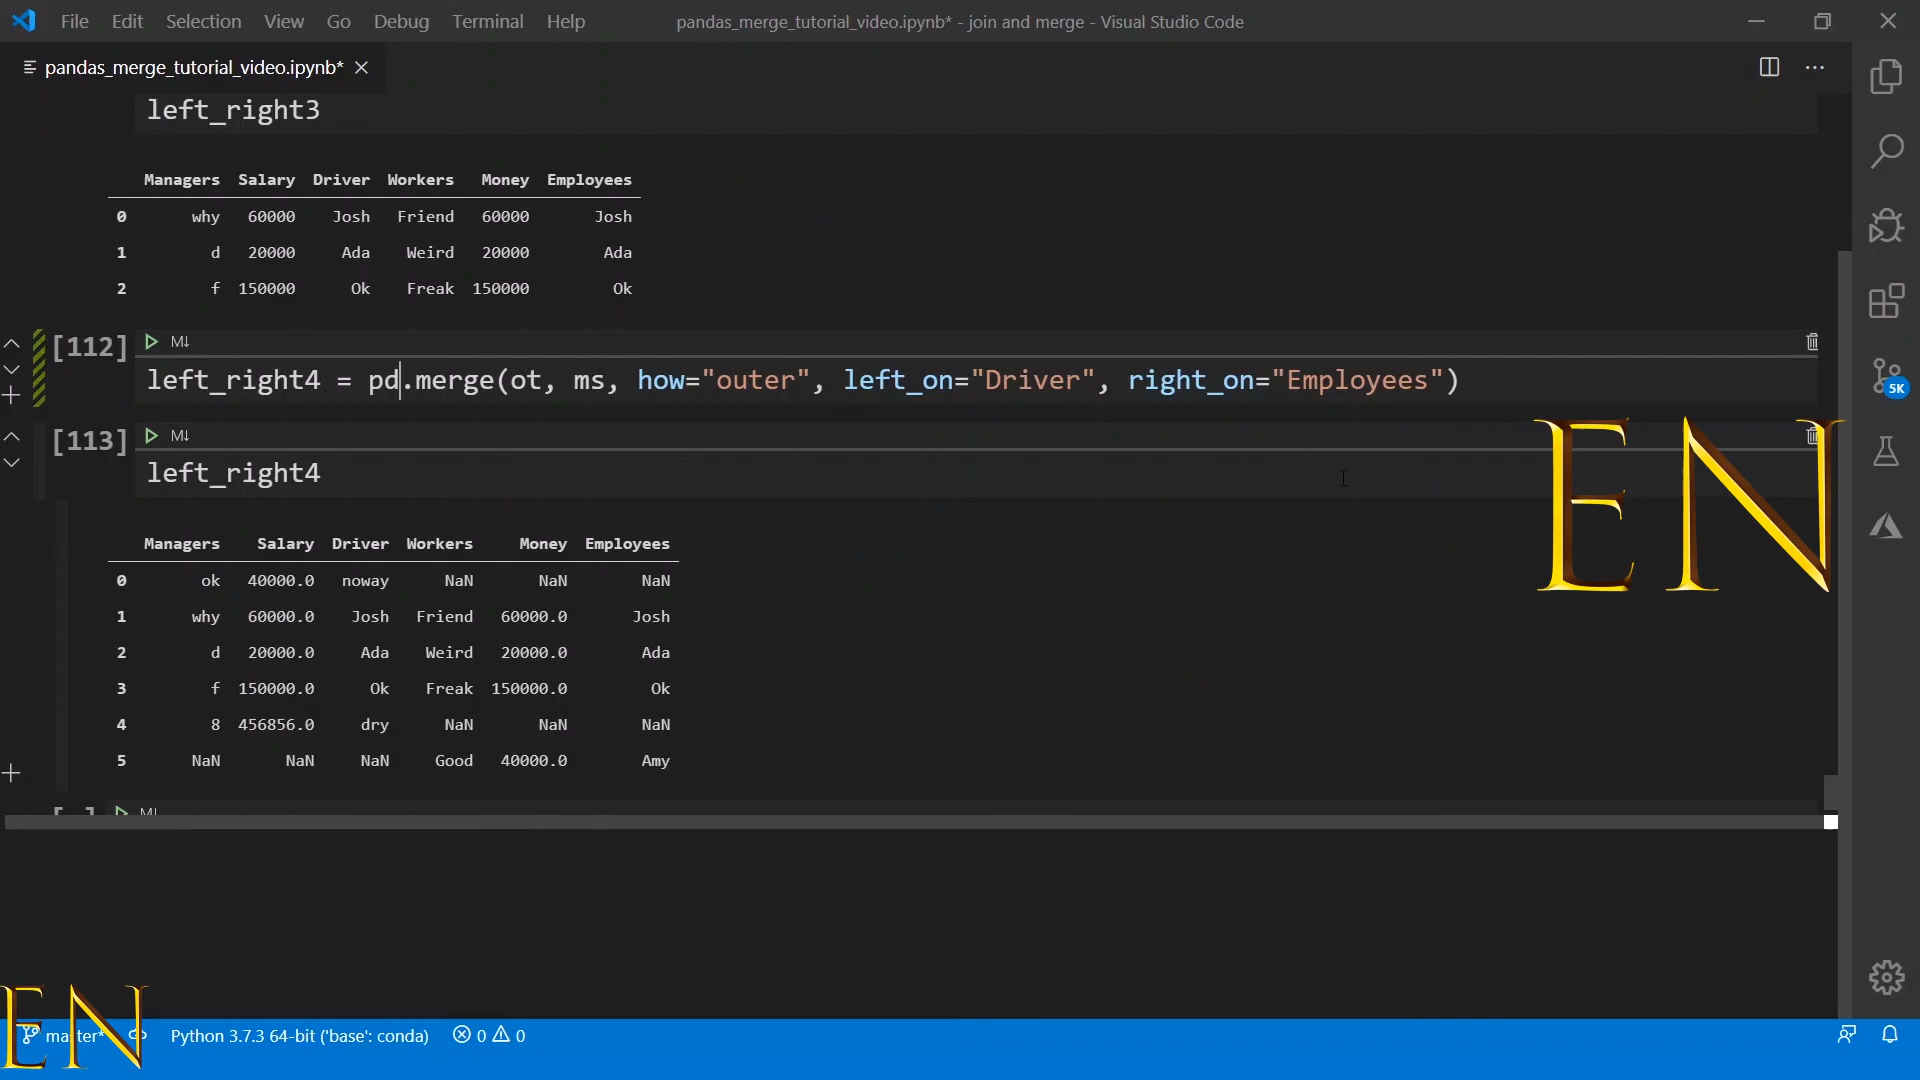 File Edit Selection View Go Debug Terminal Help pandas_merge_tutorial_video.ipynb* - join and merge - Visual Studio Code
pandas_merge_tutorial_video.ipynb*
left_right3
Managers Salary Driver Workers Money Employees
0 why 60000 Josh Friend 60000 Josh
1 d 20000 Ada Weird 20000 Ada
2 f 150000 Ok Freak 150000 Ok
[112] M↓
left_right4 = pd.merge(ot, ms, how="outer", left_on="Driver", right_on="Employees")
[113] M↓
left_right4
5K
EN
Managers Salary Driver Workers Money Employees
0 ok 40000.0 noway NaN NaN NaN
1 why 60000.0 Josh Friend 60000.0 Josh
2 d 20000.0 Ada Weird 20000.0 Ada
3 f 150000.0 Ok Freak 150000.0 Ok
4 8 456856.0 dry NaN NaN NaN
5 NaN NaN NaN Good 40000.0 Amy
[ ] M↓
EN
master* Python 3.7.3 64-bit ('base': conda) 0 0